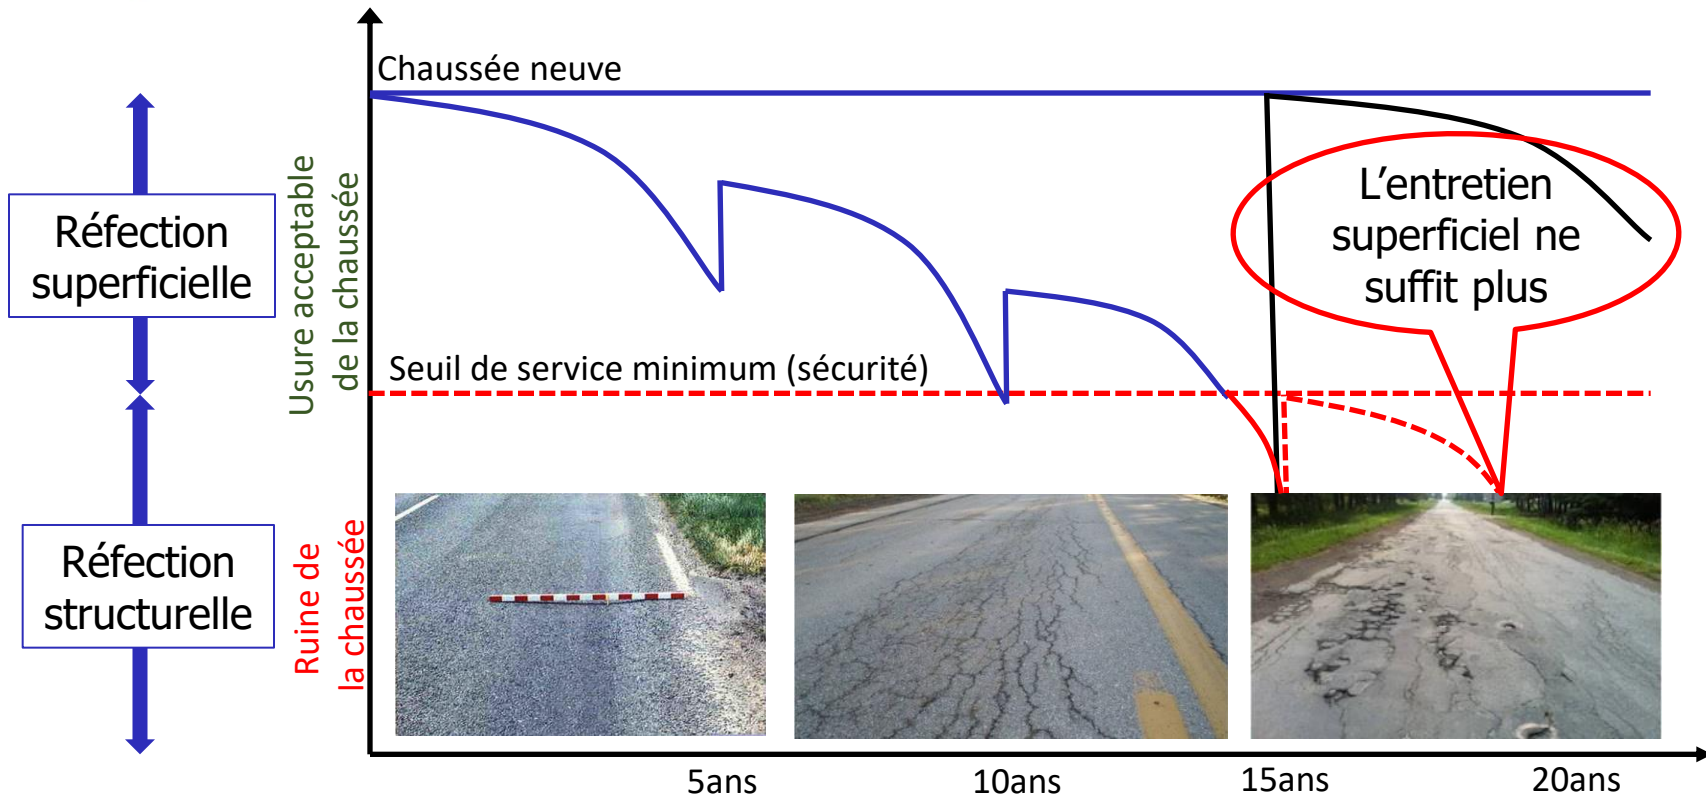 Chaussée neuve
Réfection
superficielle
Usure acceptable
de la chaussée
L’entretien
superficiel ne
suffit plus
Seuil de service minimum (sécurité)
Réfection
structurelle
Ruine de
la chaussée
5ans
10ans
15ans
20ans